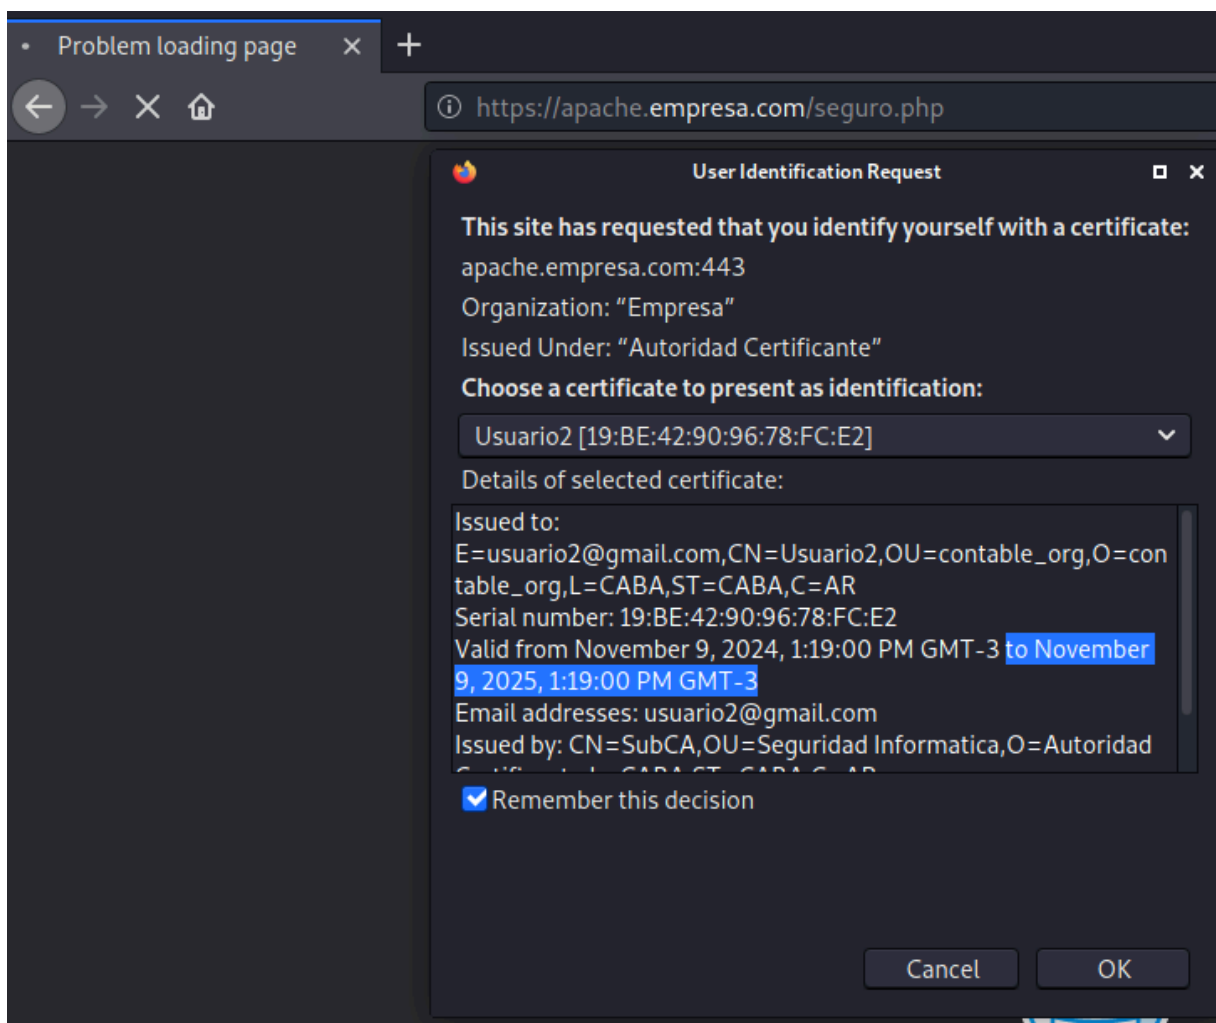 Problem loading page
https://apache.empresa.com/seguro.php
User Identification Request
This site has requested that you identify yourself with a certificate:
apache.empresa.com:443
Organization: “Empresa”
Issued Under: “Autoridad Certificante”
Choose a certificate to present as identification:
Usuario2 [19:BE:42:90:96:78:FC:E2]
Details of selected certificate:
Issued to:
E=usuario2@gmail.com,CN=Usuario2,OU=contable_org,O=con
table_org,L=CABA,ST=CABA,C=AR
Serial number: 19:BE:42:90:96:78:FC:E2
Valid from November 9, 2024, 1:19:00 PM GMT-3 to November
9, 2025, 1:19:00 PM GMT-3
Email addresses: usuario2@gmail.com
Issued by: CN=SubCA,OU=Seguridad Informatica,O=Autoridad
Remember this decision
Cancel OK